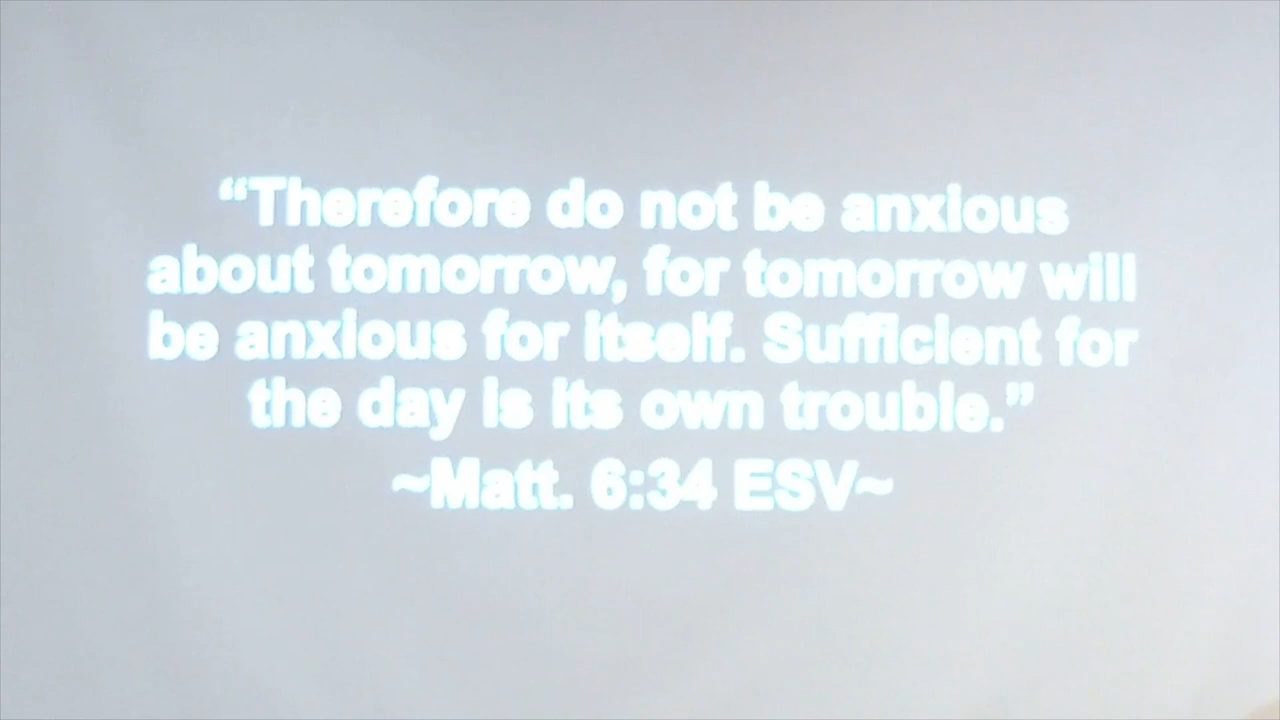 “Therefore do not be anxious
about tomorrow, for tomorrow will
be anxious for itself. Sufficient for
the day is its own trouble.”
~Matt. 6:34 ESV~